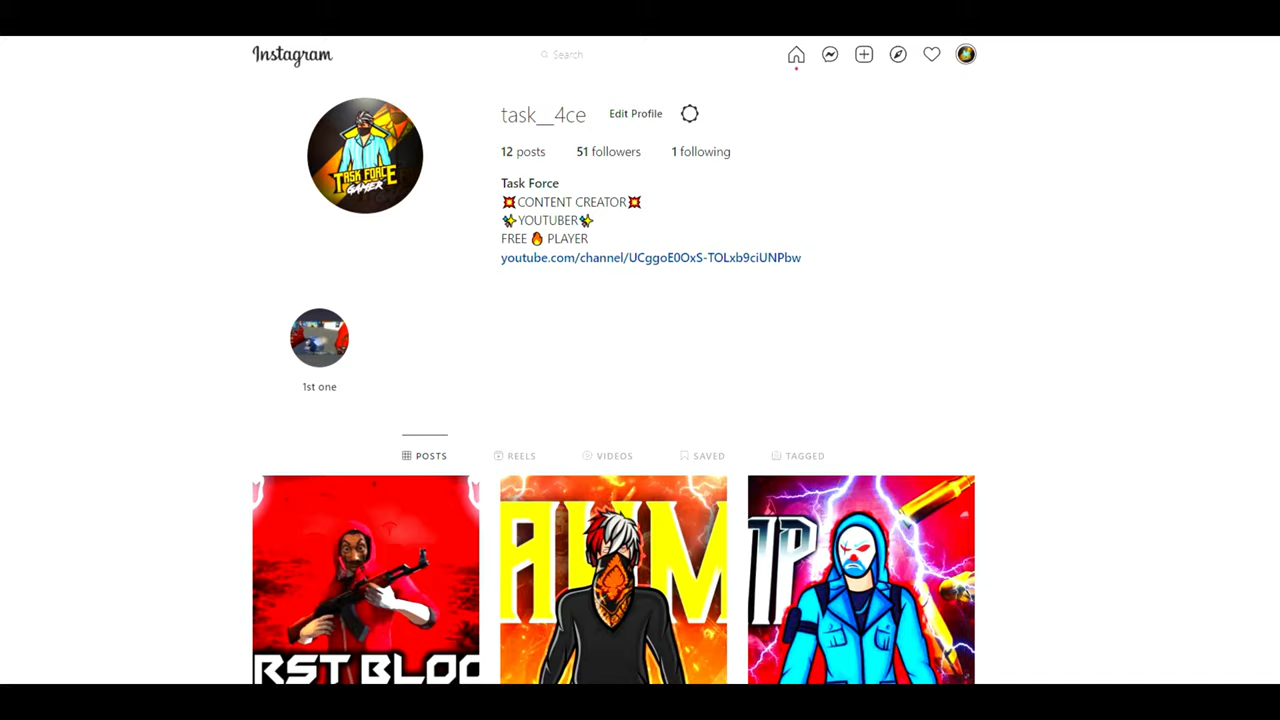 Instagram
Search
task__4ce Edit Profile
12 posts 51 followers 1 following
Task Force
💥CONTENT CREATOR💥
✨YOUTUBER✨
FREE 🔥 PLAYER
youtube.com/channel/UCggoE0OxS-TOLxb9ciUNPbw
TASK FORCE
GAMER
1st one
POSTS REELS VIDEOS SAVED TAGGED
RST BLOO